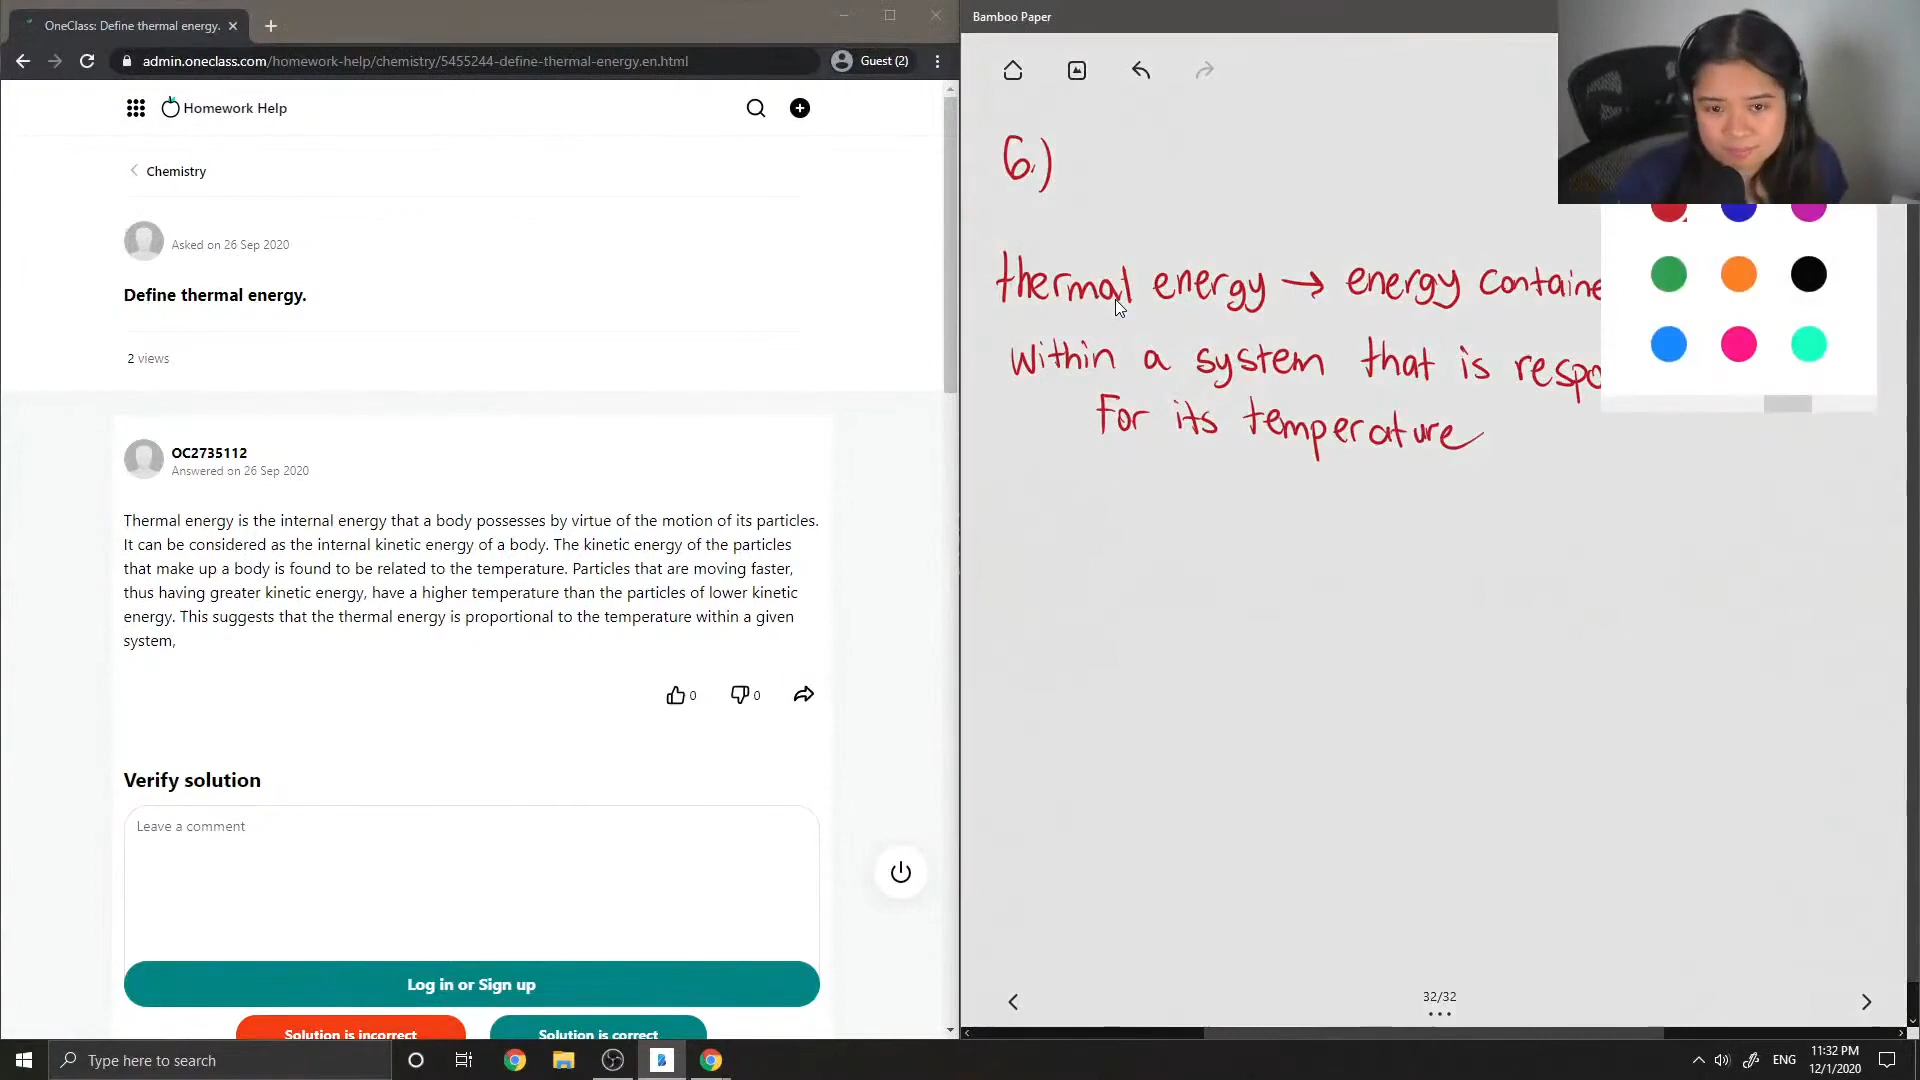 OneClass: Define thermal energy.
Bamboo Paper
admin.oneclass.com/homework-help/chemistry/5455244-define-thermal-energy.en.html
Guest (2)
Homework Help
Chemistry
Asked on 26 Sep 2020
Define thermal energy.
2 views
OC2735112
Answered on 26 Sep 2020
Thermal energy is the internal energy that a body possesses by virtue of the motion of its particles.
It can be considered as the internal kinetic energy of a body. The kinetic energy of the particles
that make up a body is found to be related to the temperature. Particles that are moving faster,
thus having greater kinetic energy, have a higher temperature than the particles of lower kinetic
energy. This suggests that the thermal energy is proportional to the temperature within a given
system,
0
0
Verify solution
Leave a comment
Log in or Sign up
Solution is incorrect
Solution is correct
6.)
thermal energy → energy containe
within a system that is respo
for its temperature
32/32
Type here to search
ENG
11:32 PM
12/1/2020